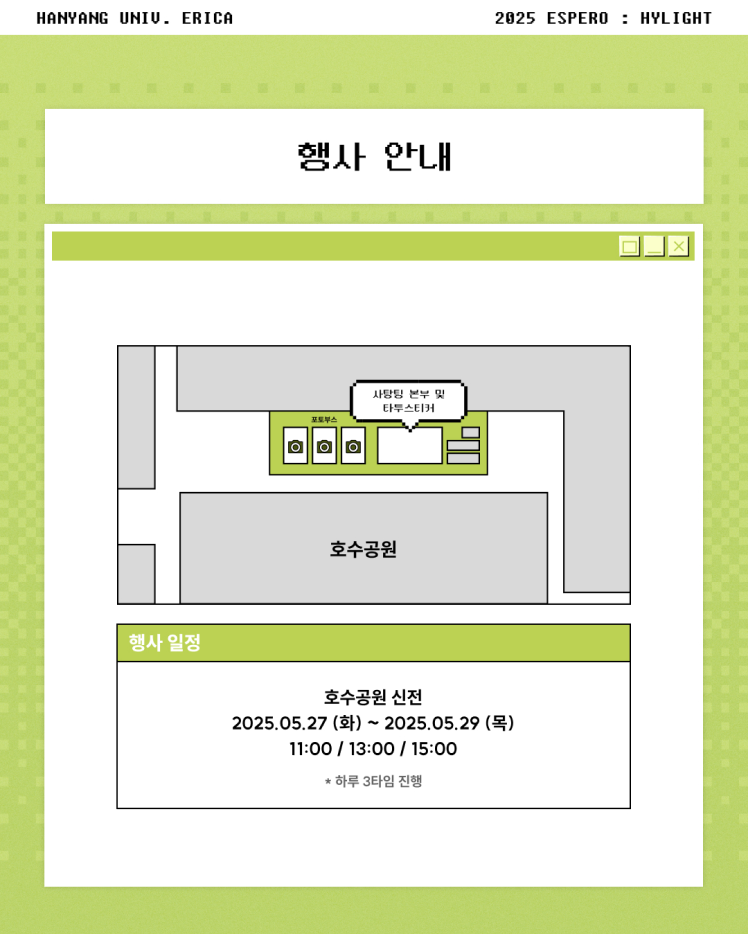 HANYANG UNIV. ERICA
2025 ESPERO : HYLIGHT
행사 안내
사탕팅 본부 및
타투스티커
포토부스
호수공원
행사 일정
호수공원 신전
2025.05.27 (화) ~ 2025.05.29 (목)
11:00 / 13:00 / 15:00
* 하루 3타임 진행